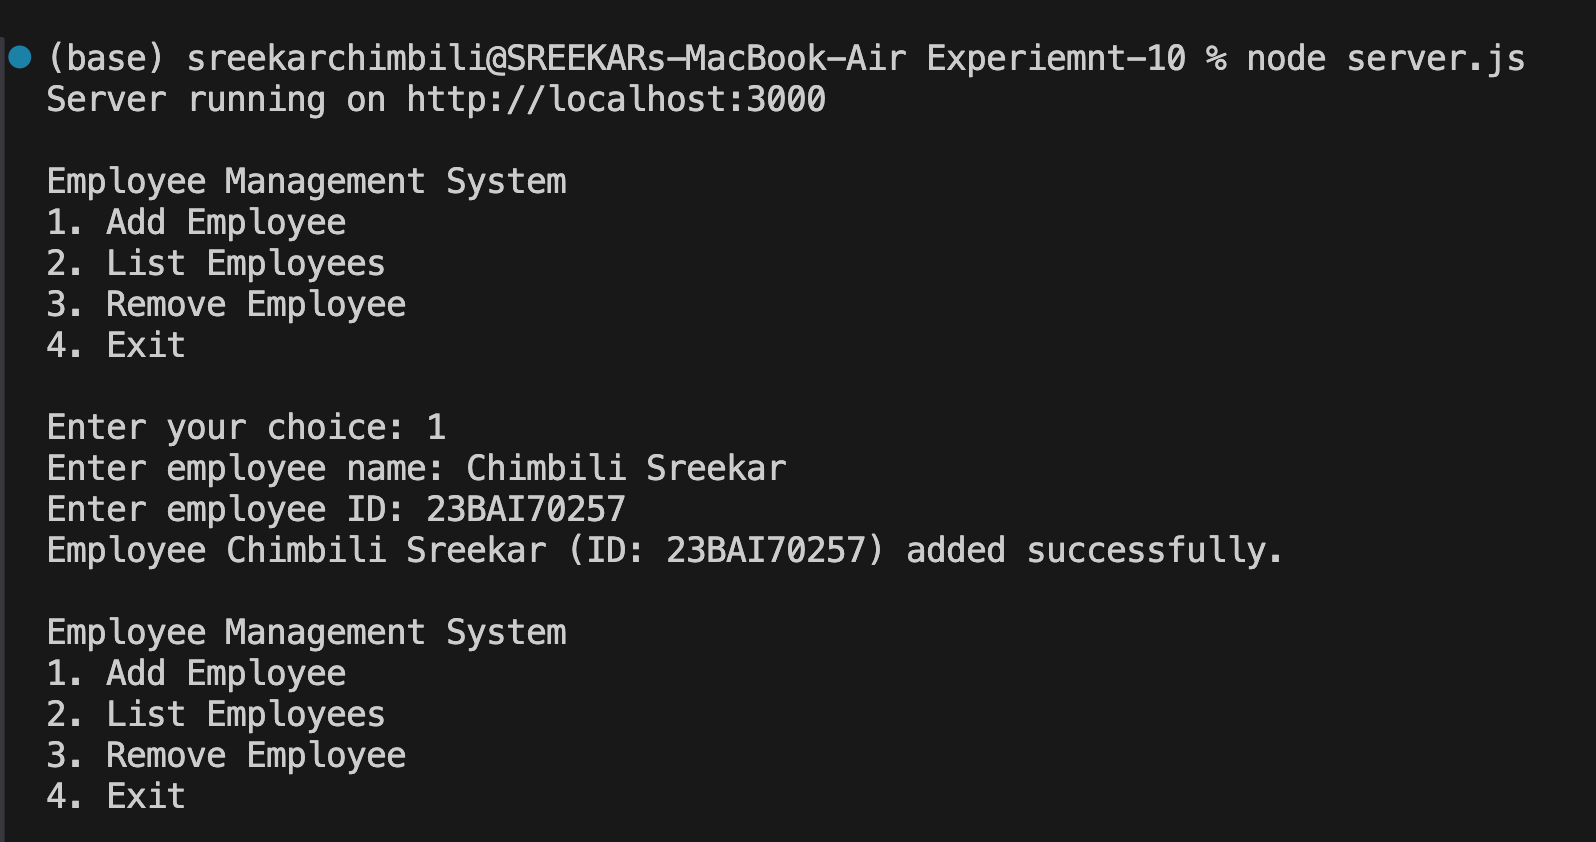 (base) sreekarchimbili@SREEKARs-MacBook-Air Experiemnt-10 % node server.js
Server running on http://localhost:3000
Employee Management System
1. Add Employee
2. List Employees
3. Remove Employee
4. Exit
Enter your choice: 1
Enter employee name: Chimbili Sreekar
Enter employee ID: 23BAI70257
Employee Chimbili Sreekar (ID: 23BAI70257) added successfully.
Employee Management System
1. Add Employee
2. List Employees
3. Remove Employee
4. Exit